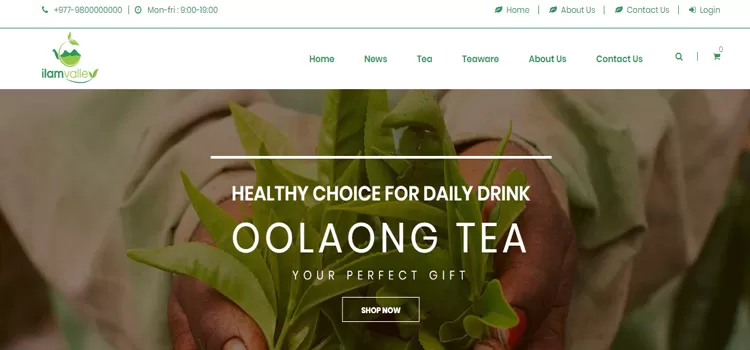 +977-9800000000 | Mon-fri : 9:00-19:00
Home | About Us | Contact Us | Login
ilamvalley
Home News Tea Teaware About Us Contact Us | 0
HEALTHY CHOICE FOR DAILY DRINK
OOLAONG TEA
YOUR PERFECT GIFT
SHOP NOW